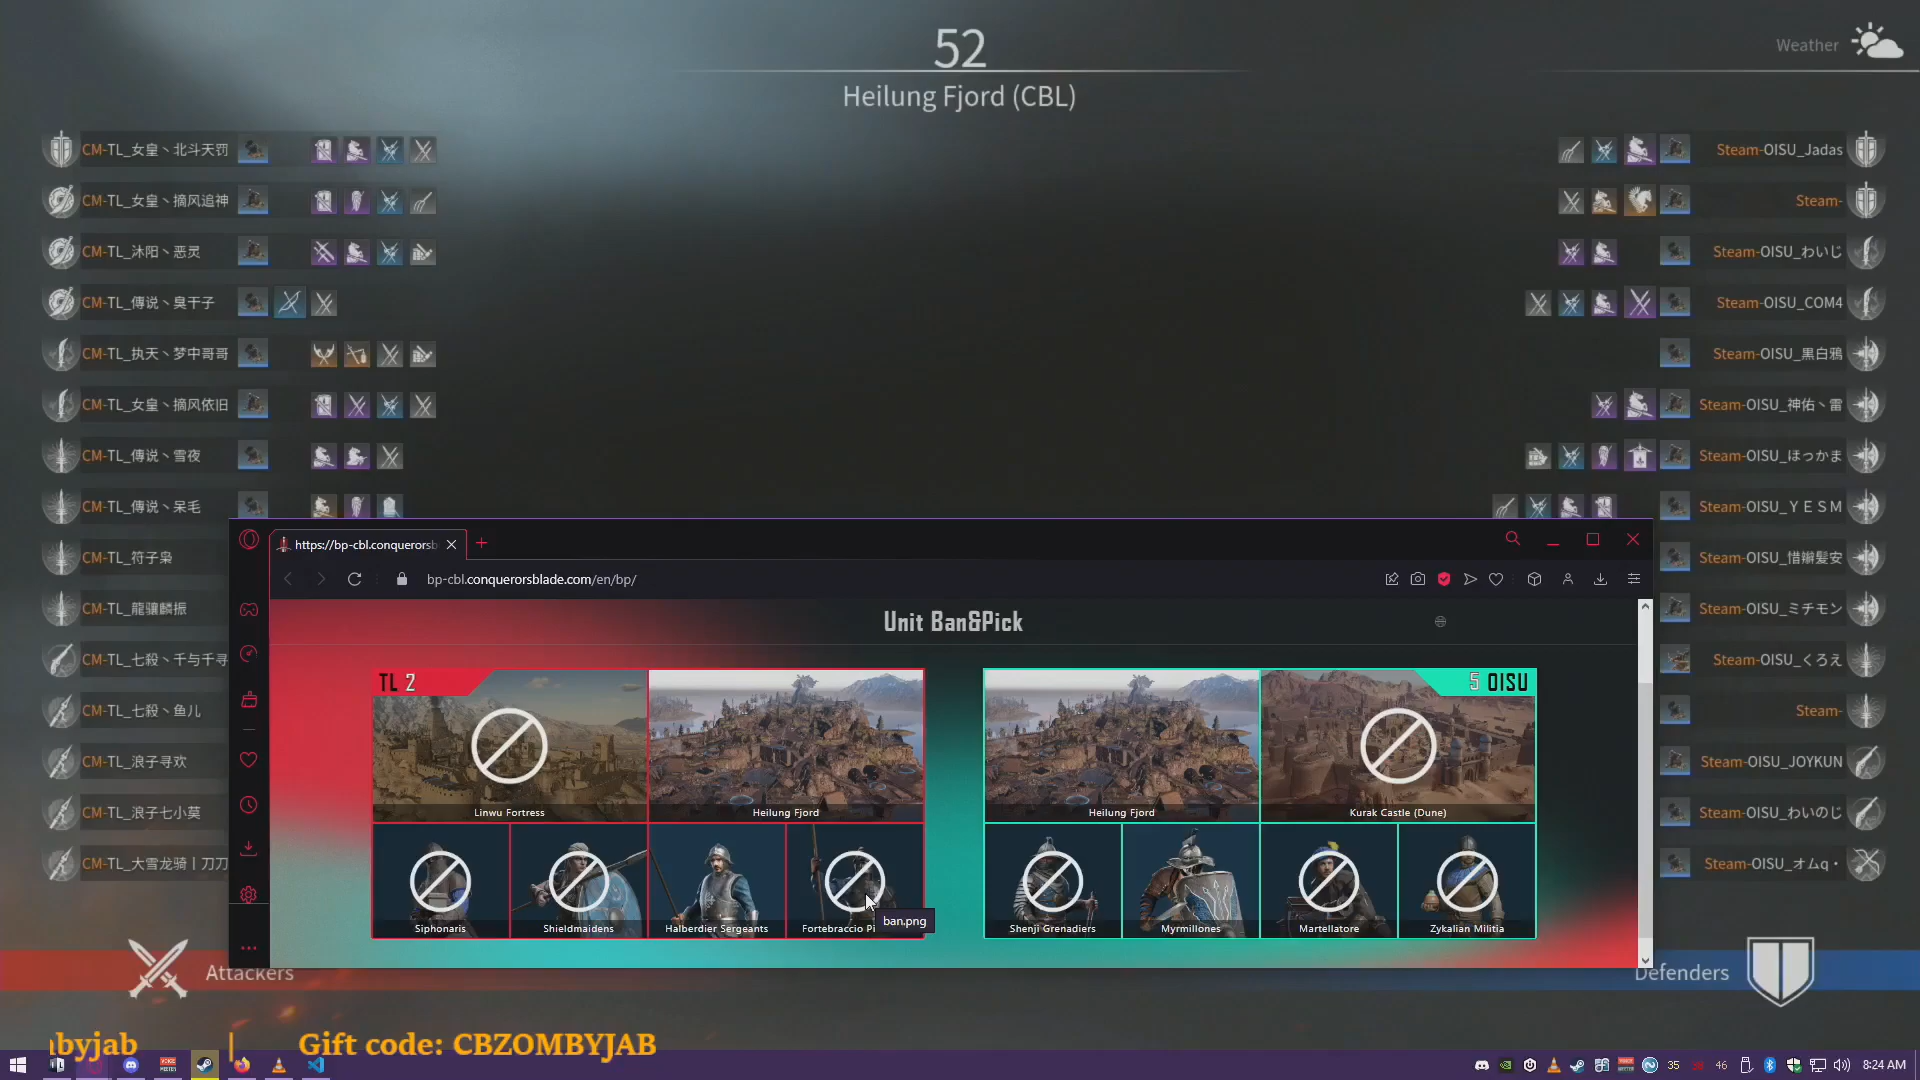 52
Weather
Heilung Fjord (CBL)
CM-TL_女皇丶北斗天罚
CM-TL_女皇丶摘风追神
CM-TL_沐阳丶恶灵
CM-TL_傳说丶臭干子
CM-TL_执天丶梦中哥哥
CM-TL_女皇丶摘风依旧
CM-TL_傳说丶雪夜
CM-TL_傳说丶呆毛
CM-TL_符子枭
CM-TL_龍骧麟振
CM-TL_七殺丶千与千寻
CM-TL_七殺丶鱼儿
CM-TL_浪子寻欢
CM-TL_浪子七小莫
CM-TL_大雪龙骑丨刀刀
Steam-OISU_Jadas
Steam-
Steam-OISU_わいじ
Steam-OISU_COM4
Steam-OISU_黒白鴉
Steam-OISU_神佑丶雷
Steam-OISU_ほっかま
Steam-OISU_ＹＥＳＭ
Steam-OISU_惜辮髪安
Steam-OISU_ミチモン
Steam-OISU_くろえ
Steam-
Steam-OISU_JOYKUN
Steam-OISU_わいのじ
Steam-OISU_オムq・
https://bp-cbl.conquerorsb
bp-cbl.conquerorsblade.com/en/bp/
Unit Ban&Pick
TL 2
5 OISU
Linwu Fortress
Heilung Fjord
Heilung Fjord
Kurak Castle (Dune)
Siphonaris
Shieldmaidens
Halberdier Sergeants
Fortebraccio Pi
ban.png
Shenji Grenadiers
Myrmillones
Martellatore
Zykalian Militia
Attackers
Defenders
byjab | Gift code: CBZOMBYJAB
35
46
8:24 AM